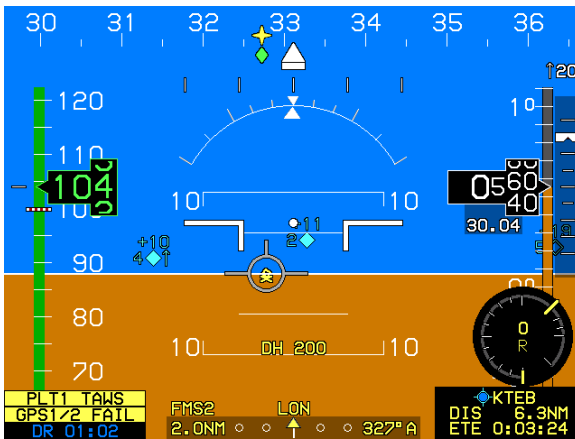 30 31 32 33 34 35 36
↑20
120
10
110
104
0560
40
100
10 10
30.04
+11
2
+10
4↑
90
0
R
80
10 DH 200 10
70
PLT1 TAWS
GPS1/2 FAIL
DR 01:02
FMS2 LON
2.0NM 327°A
KTEB
DIS 6.3NM
ETE 0:03:24